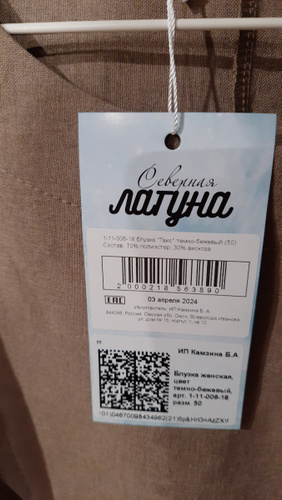 Северная
лагуна
1-11-008-18 Блузка "Люкс" темно-бежевый (50)
Состав: 70% полиэстер, 30% вискоза
2000218563890
EAC
03 апреля 2024
Изготовитель: ИП Камзина Б.А.
Россия, Омская обл, Омск,
ИП Камзина Б.А
Блузка женская,
цвет
темно-бежевый,
арт. 1-11-008-18
разм. 50